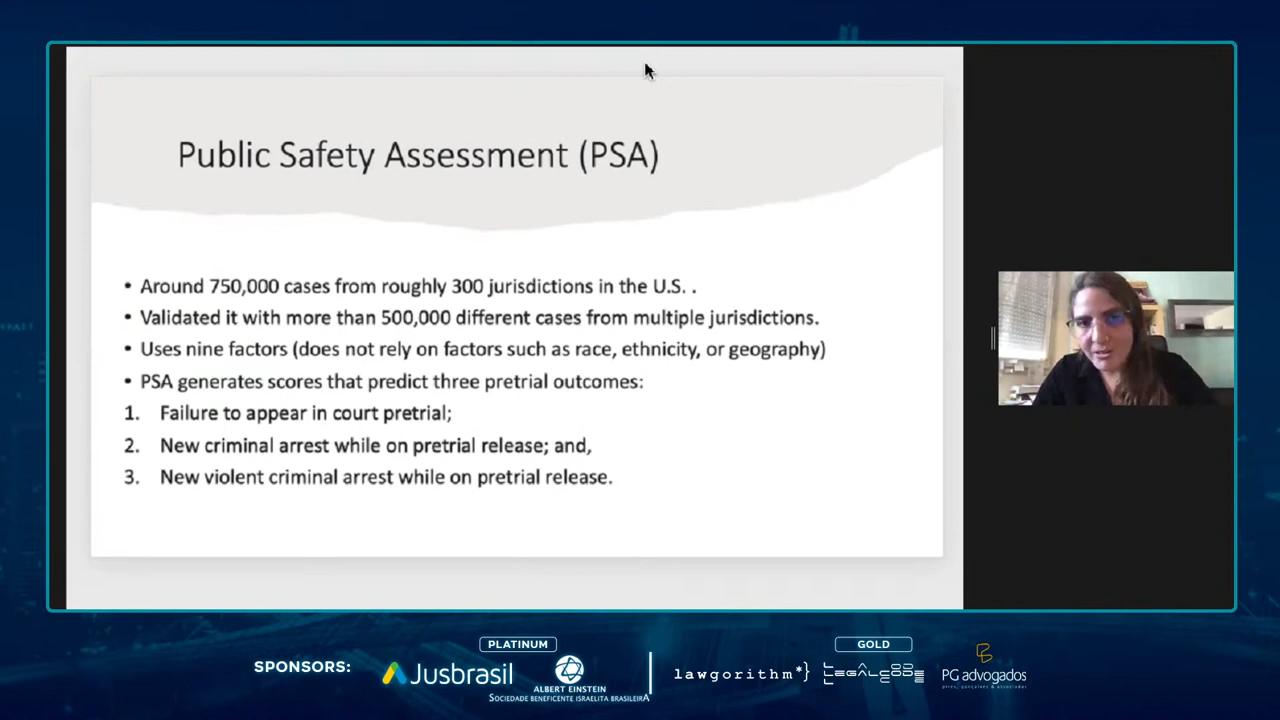 Public Safety Assessment (PSA)
• Around 750,000 cases from roughly 300 jurisdictions in the U.S. .
• Validated it with more than 500,000 different cases from multiple jurisdictions.
• Uses nine factors (does not rely on factors such as race, ethnicity, or geography)
• PSA generates scores that predict three pretrial outcomes:
1. Failure to appear in court pretrial;
2. New criminal arrest while on pretrial release; and,
3. New violent criminal arrest while on pretrial release.
SPONSORS:
PLATINUM
Jusbrasil
ALBERT EINSTEIN
SOCIEDADE BENEFICENTE ISRAELITA BRASILEIRA
GOLD
lawgorithm*}
LEGALCODE
PG advogados
pires, gonçalves & associados